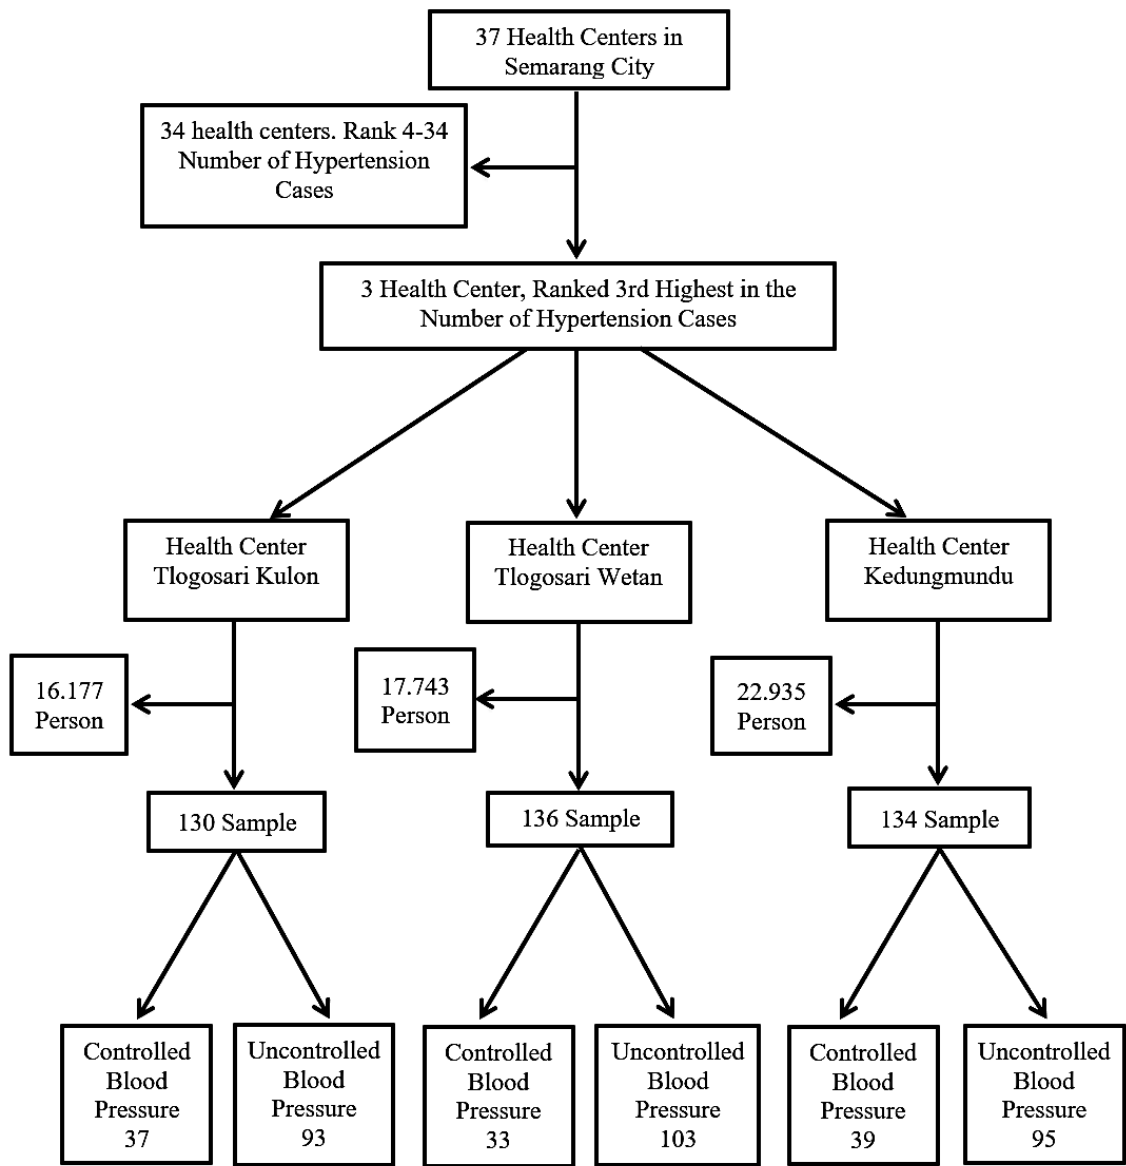 37 Health Centers in
Semarang City
34 health centers. Rank 4-34
Number of Hypertension
Cases
3 Health Center, Ranked 3rd Highest in the
Number of Hypertension Cases
Health Center
Tlogosari Kulon
Health Center
Tlogosari Wetan
Health Center
Kedungmundu
16.177
Person
17.743
Person
22.935
Person
130 Sample
136 Sample
134 Sample
Controlled
Blood
Pressure
37
Uncontrolled
Blood
Pressure
93
Controlled
Blood
Pressure
33
Uncontrolled
Blood
Pressure
103
Controlled
Blood
Pressure
39
Uncontrolled
Blood
Pressure
95